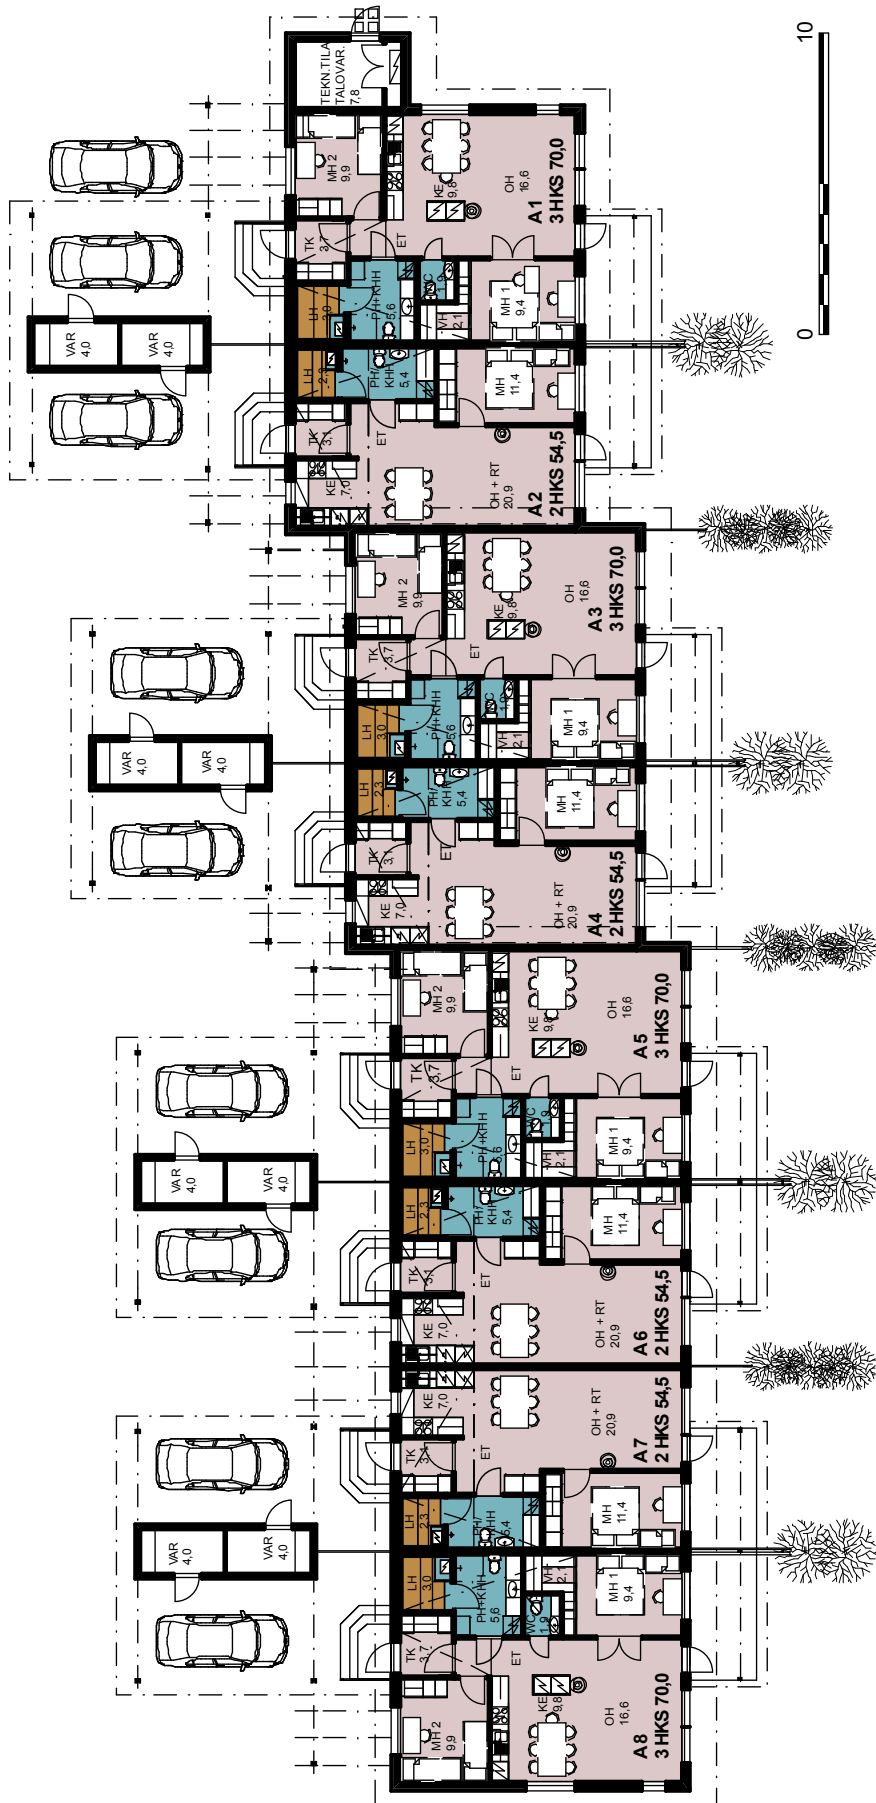 TEKN.TILA
TALOVAR.
7,8
10
0
VAR
4,0
VAR
4,0
MH 2
9,9
TK
3,7
ET
KE
9,8
OH
16,6
A1
3 HKS 70,0
LH
3,0
PH+KHH
5,6
WC
1,9
VH
2,1
MH 1
9,4
LH
2,3
PH/
KHH
5,4
MH
11,4
TK
3,1
ET
KE
7,0
OH + RT
20,9
A2
2 HKS 54,5
MH 2
9,9
TK
3,7
ET
KE
9,8
OH
16,6
A3
3 HKS 70,0
VAR
4,0
VAR
4,0
LH
3,0
PH+KHH
5,6
WC
1,9
VH
2,1
MH 1
9,4
LH
2,3
PH/
KHH
5,4
MH
11,4
TK
3,1
ET
KE
7,0
OH + RT
20,9
A4
2 HKS 54,5
MH 2
9,9
TK
3,7
ET
KE
9,8
OH
16,6
A5
3 HKS 70,0
VAR
4,0
VAR
4,0
LH
3,0
PH+KHH
5,6
WC
1,9
VH
2,1
MH 1
9,4
LH
2,3
PH/
KHH
5,4
MH
11,4
TK
3,1
ET
KE
7,0
OH + RT
20,9
A6
2 HKS 54,5
KE
7,0
TK
3,1
ET
OH + RT
20,9
A7
2 HKS 54,5
VAR
4,0
VAR
4,0
LH
2,3
PH/
KHH
5,4
MH
11,4
LH
3,0
PH+KHH
5,6
WC
1,9
VH
2,1
MH 1
9,4
TK
3,7
ET
MH 2
9,9
KE
9,8
OH
16,6
A8
3 HKS 70,0